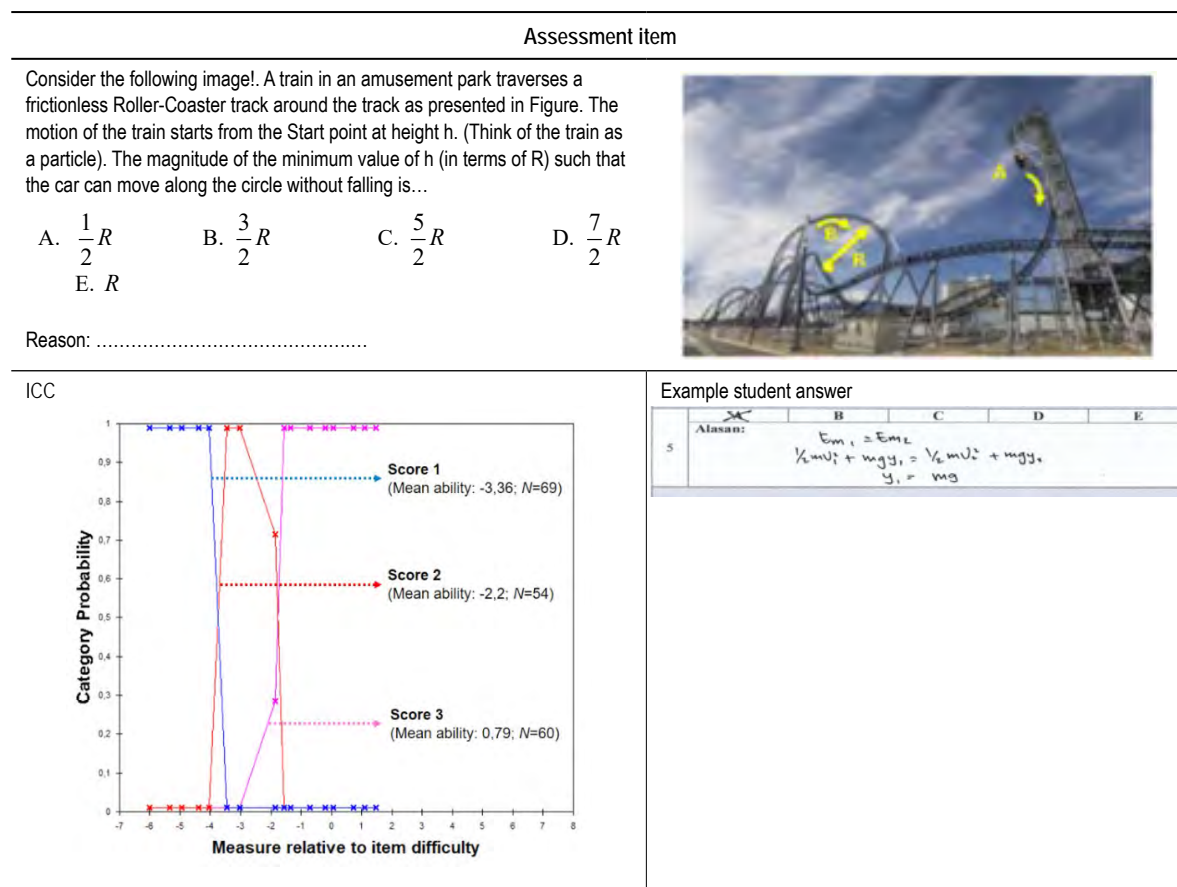 Assessment item
Consider the following image!. A train in an amusement park traverses a
frictionless Roller-Coaster track around the track as presented in Figure. The
motion of the train starts from the Start point at height h. (Think of the train as
a particle). The magnitude of the minimum value of h (in terms of R) such that
the car can move along the circle without falling is…
A. 1/2 R B. 3/2 R C. 5/2 R D. 7/2 R
E. R
Reason: ……………………………………….…
A
B
R
ICC
Category Probability
1
0,9
0,8
0,7
0,6
0,5
0,4
0,3
0,2
0,1
0
-7 -6 -5 -4 -3 -2 -1 0 1 2 3 4 5 6 7 8
Measure relative to item difficulty
Score 1
(Mean ability: -3,36; N=69)
Score 2
(Mean ability: -2,2; N=54)
Score 3
(Mean ability: 0,79; N=60)
Example student answer
A B C D E
5
Alasan:
Em₁ = Em₂
½ mv₁² + mgy₁ = ½ mv₂² + mgy₂
y₁ = mg